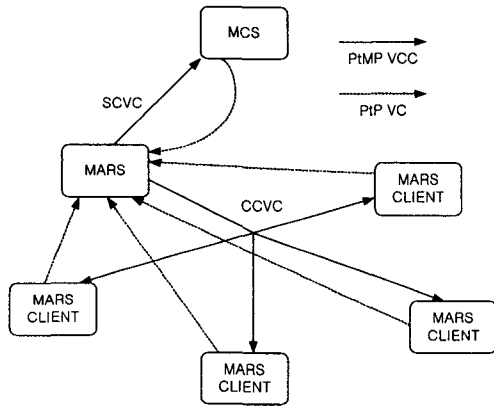 MCS
PtMP VCC
SCVC
PtP VC
MARS
MARS
CLIENT
CCVC
MARS
CLIENT
MARS
CLIENT
MARS
CLIENT